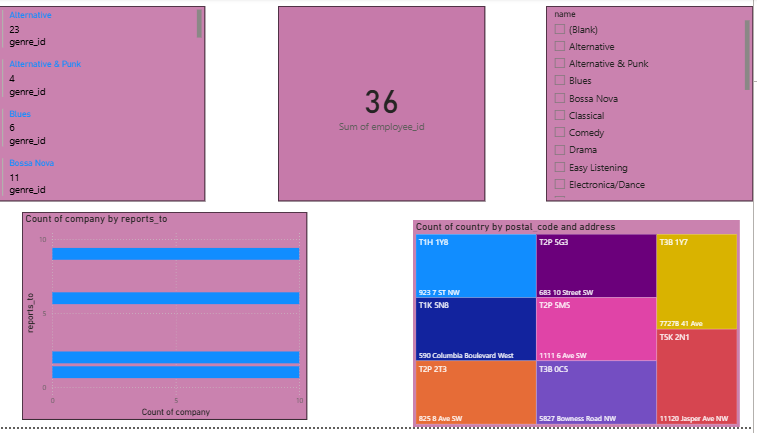 Alternative
23
genre_id
Alternative & Punk
4
genre_id
Blues
6
genre_id
Bossa Nova
11
genre_id
36
Sum of employee_id
name
(Blank)
Alternative
Alternative & Punk
Blues
Bossa Nova
Classical
Comedy
Drama
Easy Listening
Electronica/Dance
Count of company by reports_to
reports_to
10
5
0
0
5
10
Count of company
Count of country by postal_code and address
T1H 1Y8
923 7 ST NW
T1K 5N8
590 Columbia Boulevard West
T2P 2T3
825 8 Ave SW
T2P 5G3
683 10 Street SW
T2P 5M5
1111 6 Ave SW
T3B 0C5
5827 Bowness Road NW
T3B 1Y7
7727B 41 Ave
T5K 2N1
11120 Jasper Ave NW